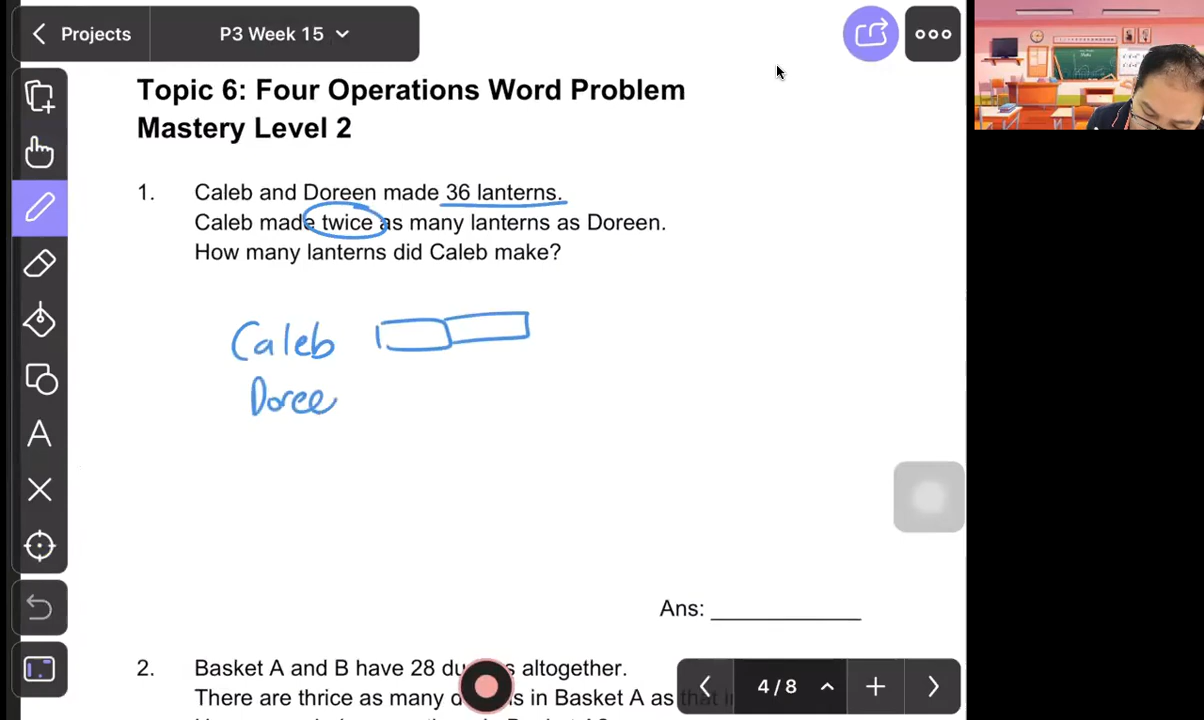 Projects
P3 Week 15
Topic 6: Four Operations Word Problem
Mastery Level 2
1. Caleb and Doreen made 36 lanterns.
Caleb made twice as many lanterns as Doreen.
How many lanterns did Caleb make?
Caleb
Doree
Ans: ____________
2. Basket A and B have 28 altogether.
There are thrice as many in Basket A as that
4/8